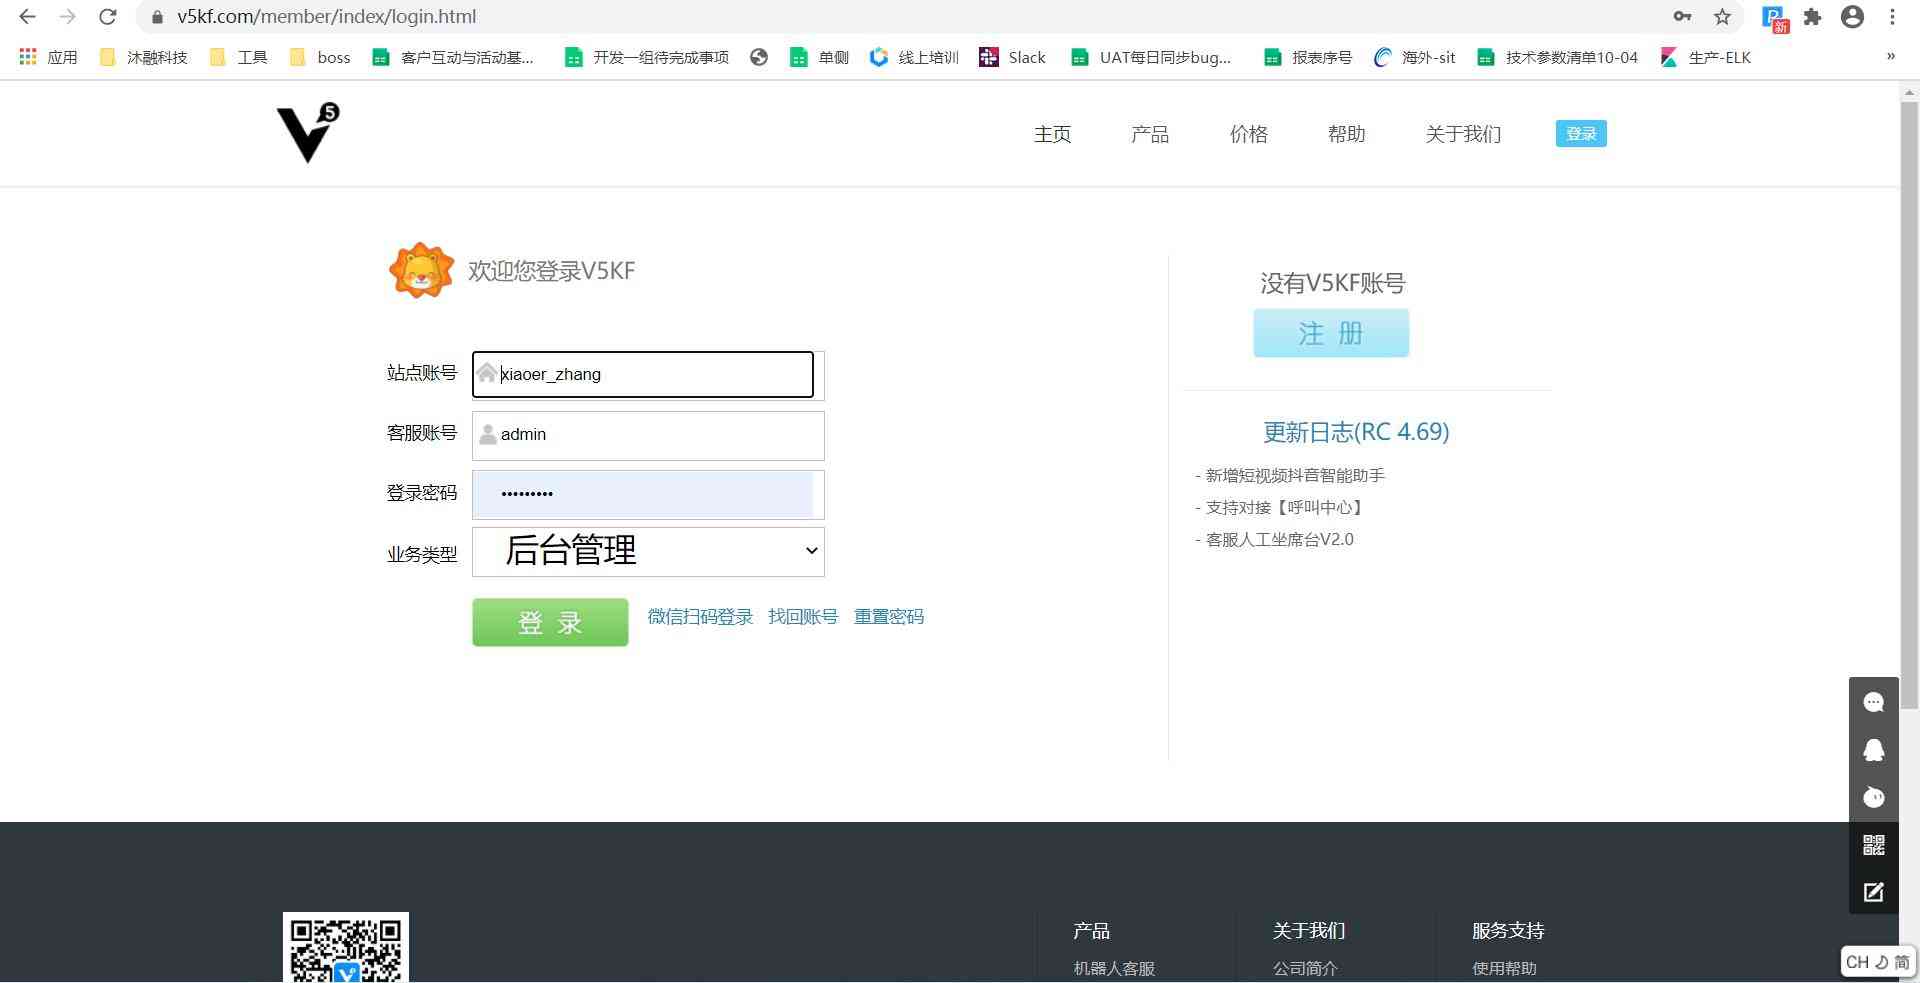 v5kf.com/member/index/login.html
新
应用 沐融科技 工具 boss 客户互动与活动基... 开发一组待完成事项 单侧 线上培训 Slack UAT每日同步bug... 报表序号 海外-sit 技术参数清单10-04 生产-ELK »
V5
主页 产品 价格 帮助 关于我们 登录
欢迎您登录V5KF
站点账号 xiaoer_zhang
客服账号 admin
登录密码 •••••••••
业务类型 后台管理
登 录 微信扫码登录 找回账号 重置密码
没有V5KF账号
注 册
更新日志(RC 4.69)
- 新增短视频抖音智能助手
- 支持对接【呼叫中心】
- 客服人工坐席台V2.0
产品 关于我们 服务支持
机器人客服 公司简介 使用帮助
CH 简